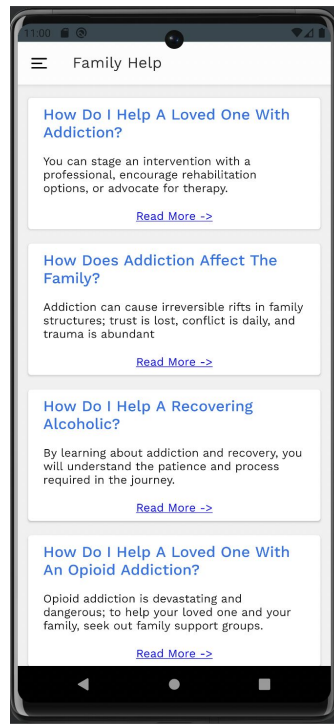 11:00
Family Help
How Do I Help A Loved One With
Addiction?
You can stage an intervention with a
professional, encourage rehabilitation
options, or advocate for therapy.
Read More ->
How Does Addiction Affect The
Family?
Addiction can cause irreversible rifts in family
structures; trust is lost, conflict is daily, and
trauma is abundant
Read More ->
How Do I Help A Recovering
Alcoholic?
By learning about addiction and recovery, you
will understand the patience and process
required in the journey.
Read More ->
How Do I Help A Loved One With
An Opioid Addiction?
Opioid addiction is devastating and
dangerous; to help your loved one and your
family, seek out family support groups.
Read More ->